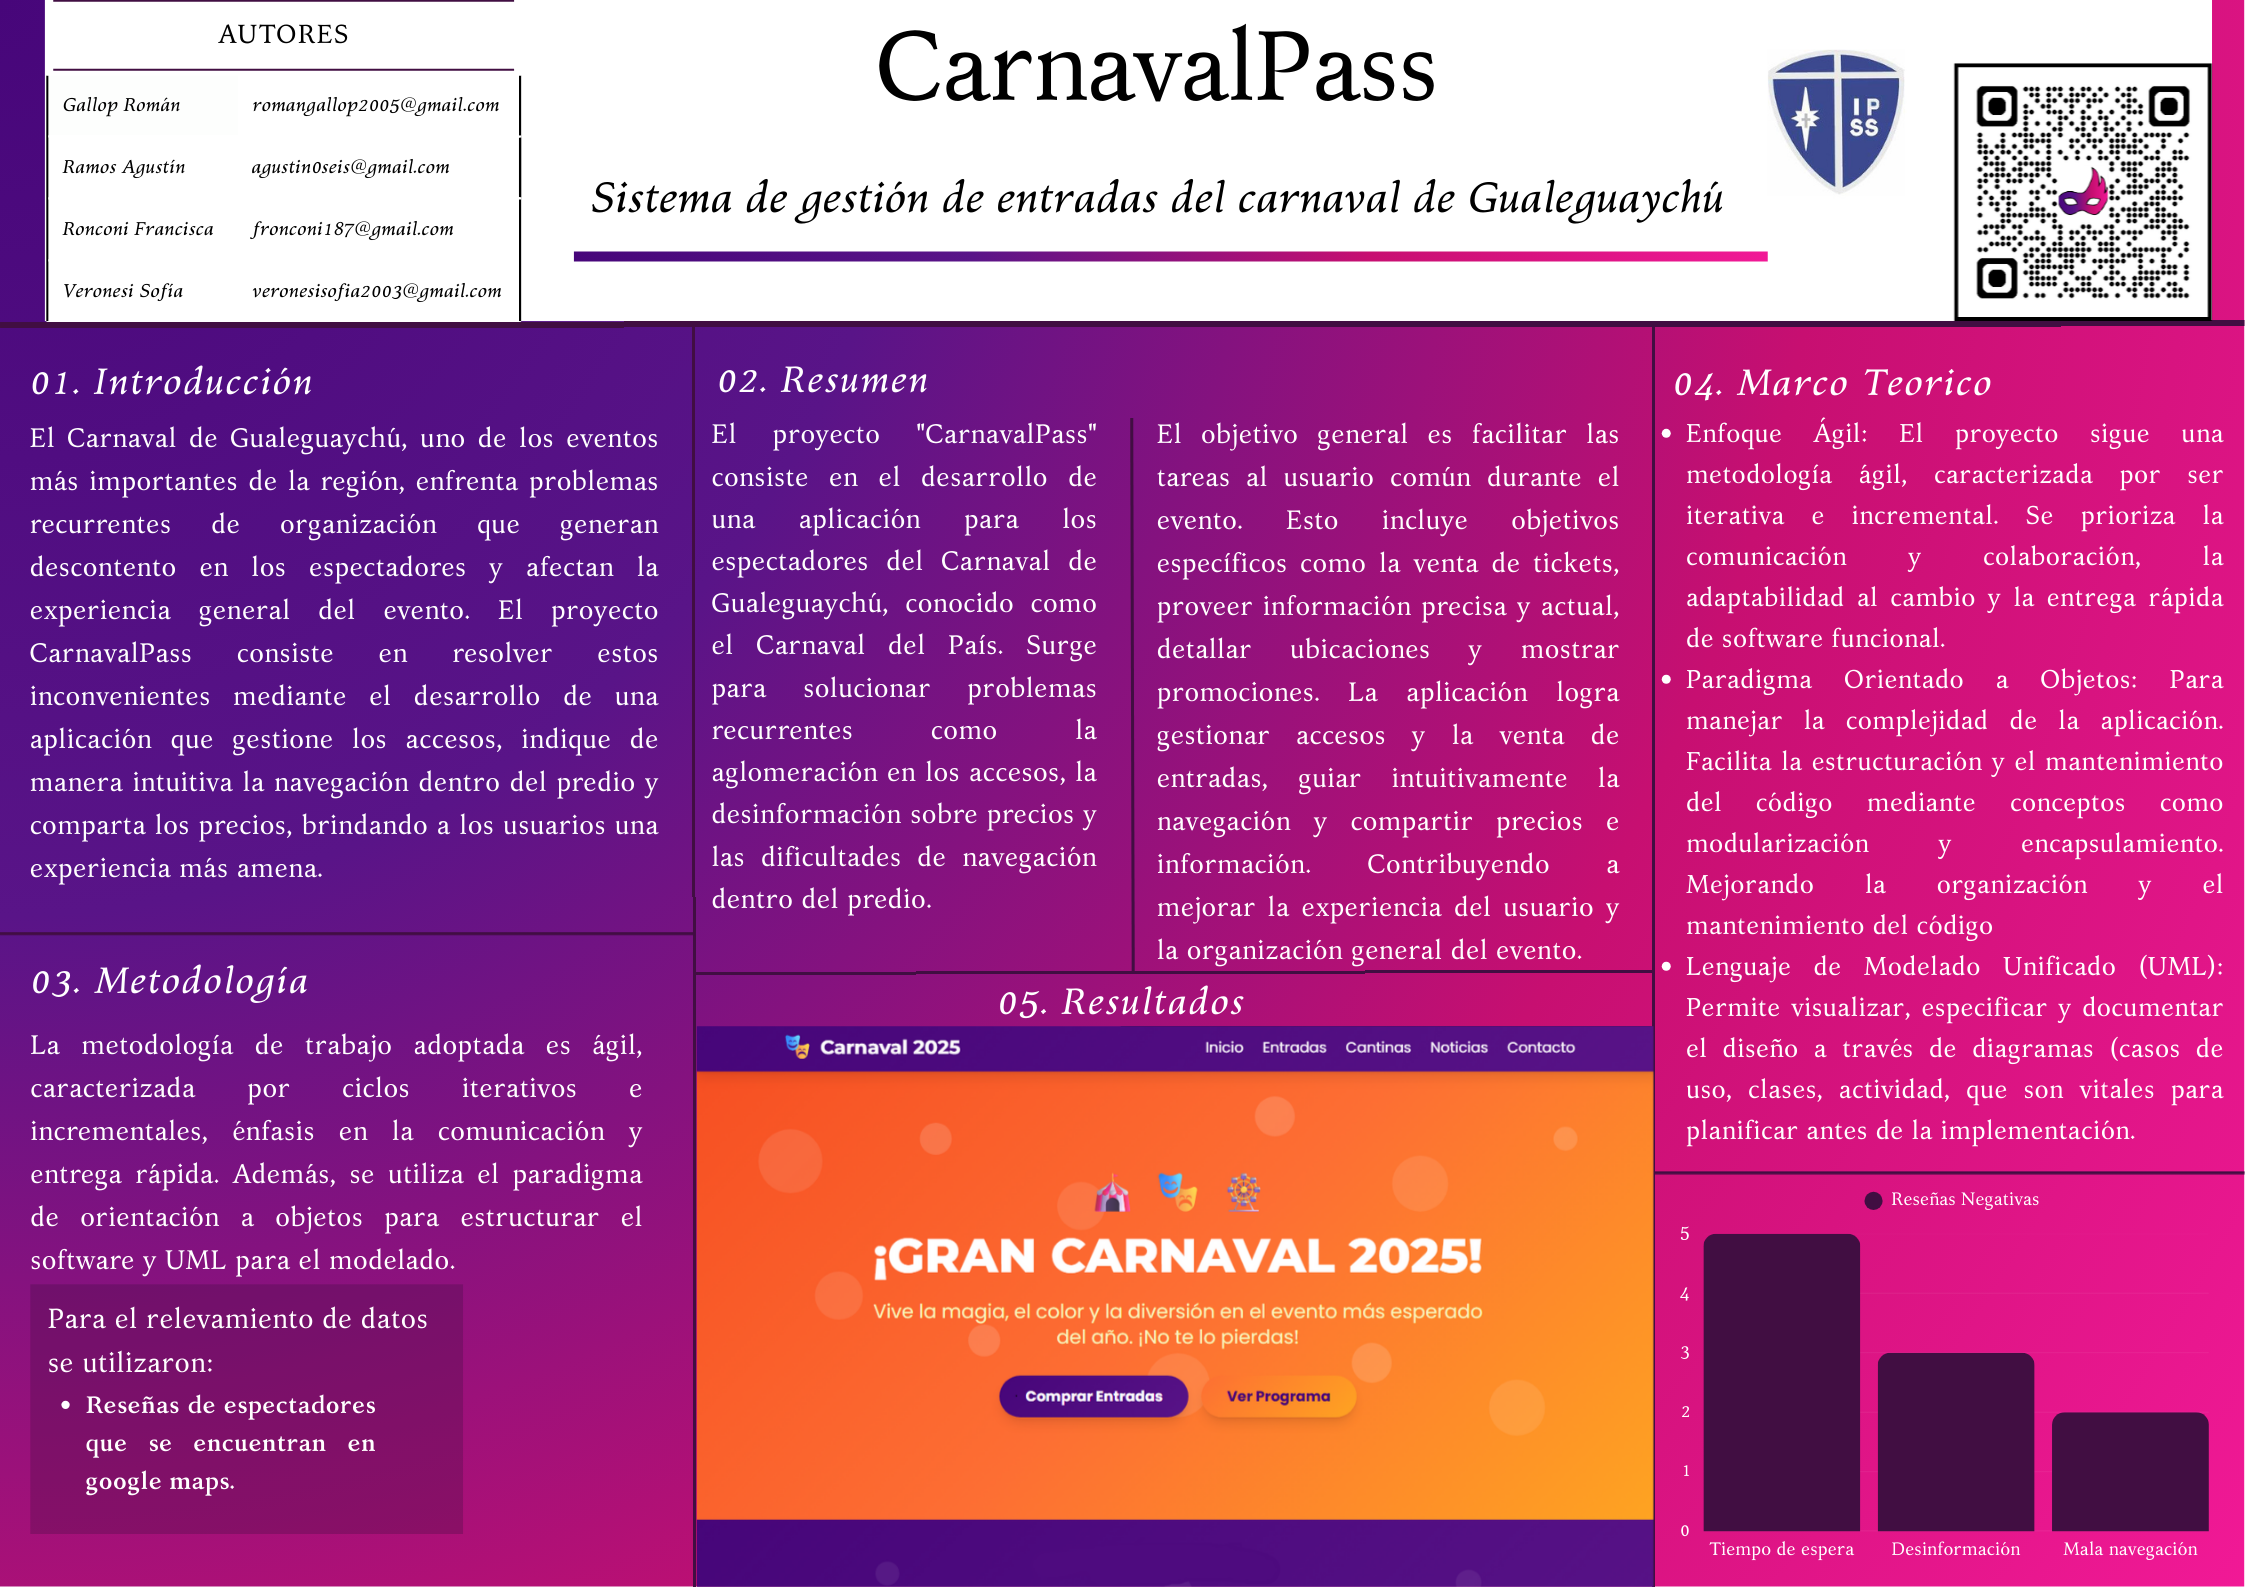 AUTORES
Gallop Román romangallop2005@gmail.com
Ramos Agustín agustin0seis@gmail.com
Ronconi Francisca fronconi187@gmail.com
Veronesi Sofía veronesisofia2003@gmail.com
CarnavalPass
Sistema de gestión de entradas del carnaval de Gualeguaychú
IP
SS
01. Introducción
El Carnaval de Gualeguaychú, uno de los eventos
más importantes de la región, enfrenta problemas
recurrentes de organización que generan
descontento en los espectadores y afectan la
experiencia general del evento. El proyecto
CarnavalPass consiste en resolver estos
inconvenientes mediante el desarrollo de una
aplicación que gestione los accesos, indique de
manera intuitiva la navegación dentro del predio y
comparta los precios, brindando a los usuarios una
experiencia más amena.
02. Resumen
El proyecto "CarnavalPass"
consiste en el desarrollo de
una aplicación para los
espectadores del Carnaval de
Gualeguaychú, conocido como
el Carnaval del País. Surge
para solucionar problemas
recurrentes como la
aglomeración en los accesos, la
desinformación sobre precios y
las dificultades de navegación
dentro del predio.
El objetivo general es facilitar las
tareas al usuario común durante el
evento. Esto incluye objetivos
específicos como la venta de tickets,
proveer información precisa y actual,
detallar ubicaciones y mostrar
promociones. La aplicación logra
gestionar accesos y la venta de
entradas, guiar intuitivamente la
navegación y compartir precios e
información. Contribuyendo a
mejorar la experiencia del usuario y
la organización general del evento.
03. Metodología
La metodología de trabajo adoptada es ágil,
caracterizada por ciclos iterativos e
incrementales, énfasis en la comunicación y
entrega rápida. Además, se utiliza el paradigma
de orientación a objetos para estructurar el
software y UML para el modelado.
Para el relevamiento de datos
se utilizaron:
• Reseñas de espectadores
que se encuentran en
google maps.
04. Marco Teorico
• Enfoque Ágil: El proyecto sigue una
metodología ágil, caracterizada por ser
iterativa e incremental. Se prioriza la
comunicación y colaboración, la
adaptabilidad al cambio y la entrega rápida
de software funcional.
• Paradigma Orientado a Objetos: Para
manejar la complejidad de la aplicación.
Facilita la estructuración y el mantenimiento
del código mediante conceptos como
modularización y encapsulamiento.
Mejorando la organización y el
mantenimiento del código
• Lenguaje de Modelado Unificado (UML):
Permite visualizar, especificar y documentar
el diseño a través de diagramas (casos de
uso, clases, actividad, que son vitales para
planificar antes de la implementación.
05. Resultados
Carnaval 2025 Inicio Entradas Cantinas Noticias Contacto
¡GRAN CARNAVAL 2025!
Vive la magia, el color y la diversión en el evento más esperado
del año. ¡No te lo pierdas!
Comprar Entradas Ver Programa
Reseñas Negativas
5
4
3
2
1
0
Tiempo de espera Desinformación Mala navegación